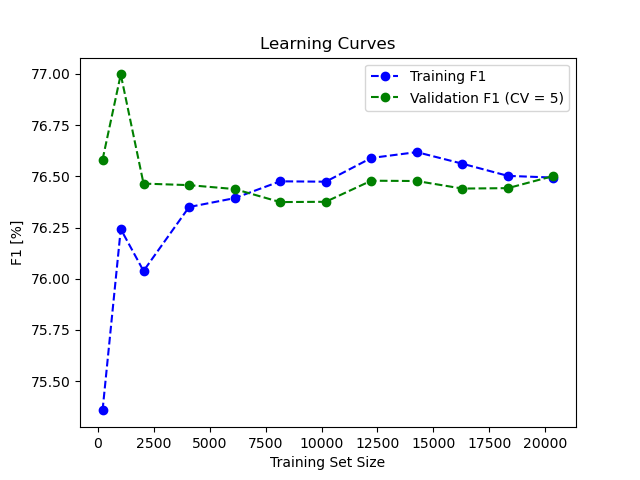 Learning Curves
Training F1
Validation F1 (CV = 5)
77.00
76.75
76.50
76.25
76.00
75.75
75.50
F1 [%]
0 2500 5000 7500 10000 12500 15000 17500 20000
Training Set Size